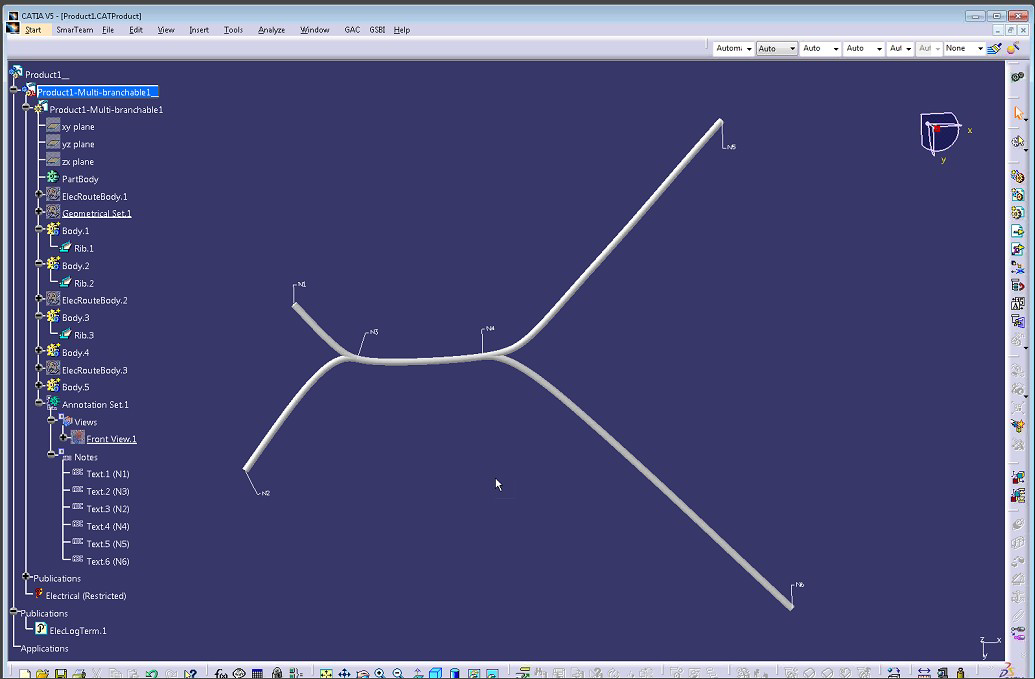 CATIA V5 - [Product1.CATProduct]
Start SmarTeam File Edit View Insert Tools Analyze Window GAC GSBI Help
Auto Auto Auto Aul Aul None
Product1__
Product1-Multi-branchable1__
Product1-Multi-branchable1
xy plane
yz plane
zx plane
PartBody
ElecRouteBody.1
Geometrical Set.1
Body.1
Rib.1
Body.2
Rib.2
ElecRouteBody.2
Body.3
Rib.3
Body.4
ElecRouteBody.3
Body.5
Annotation Set.1
Views
Front View.1
Notes
Text.1 (N1)
Text.2 (N3)
Text.3 (N2)
Text.4 (N4)
Text.5 (N5)
Text.6 (N6)
Publications
Electrical (Restricted)
Publications
ElecLogTerm.1
Applications
N5
x
y
N1
N3
N4
N2
N6
z x
y